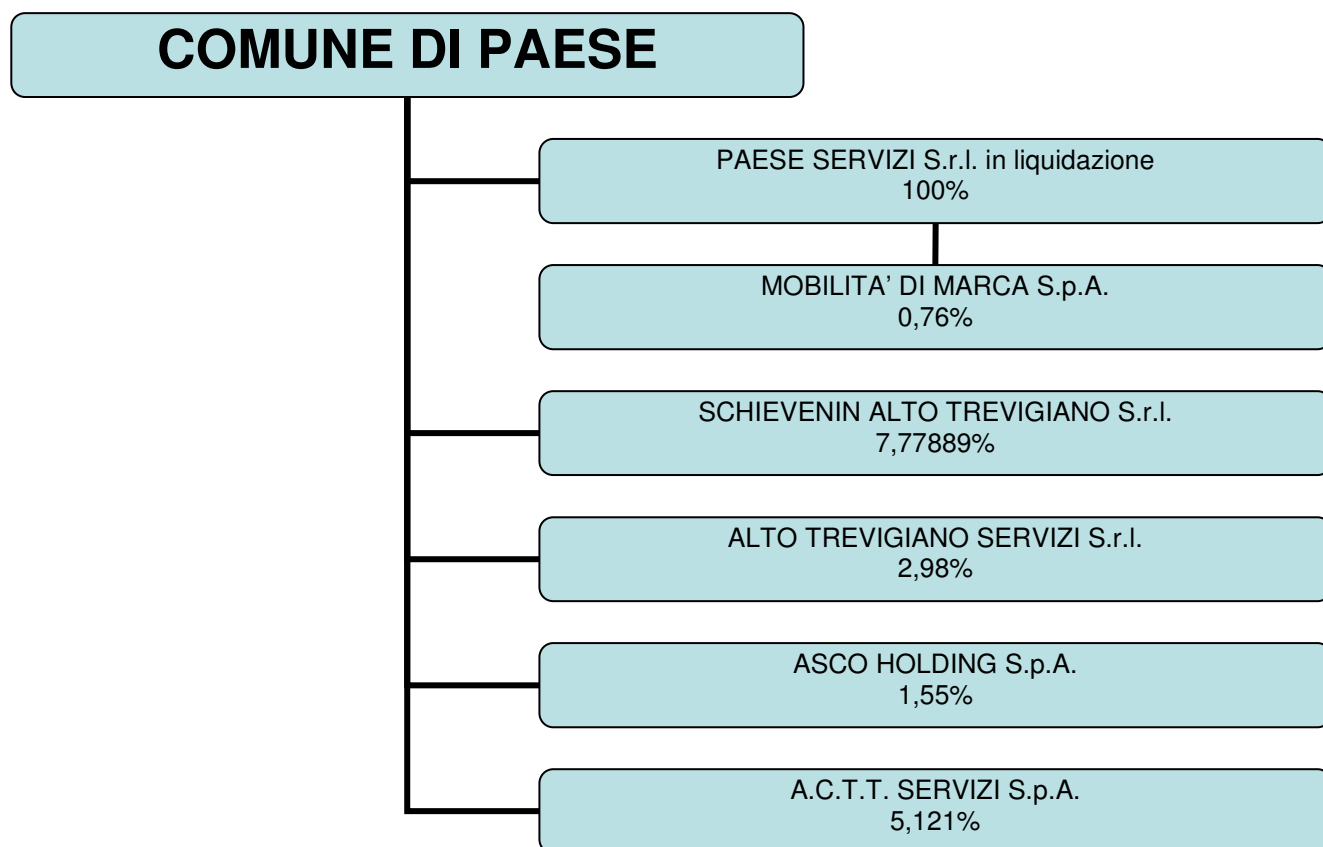 COMUNE DI PAESE
PAESE SERVIZI S.r.l. in liquidazione
100%
MOBILITA’ DI MARCA S.p.A.
0,76%
SCHIEVENIN ALTO TREVIGIANO S.r.l.
7,77889%
ALTO TREVIGIANO SERVIZI S.r.l.
2,98%
ASCO HOLDING S.p.A.
1,55%
A.C.T.T. SERVIZI S.p.A.
5,121%